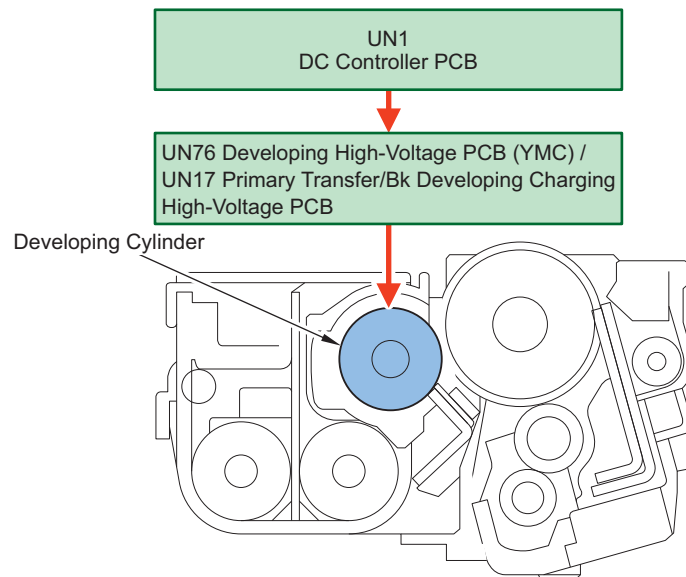 UN1
DC Controller PCB
UN76 Developing High-Voltage PCB (YMC) /
UN17 Primary Transfer/Bk Developing Charging
High-Voltage PCB
Developing Cylinder